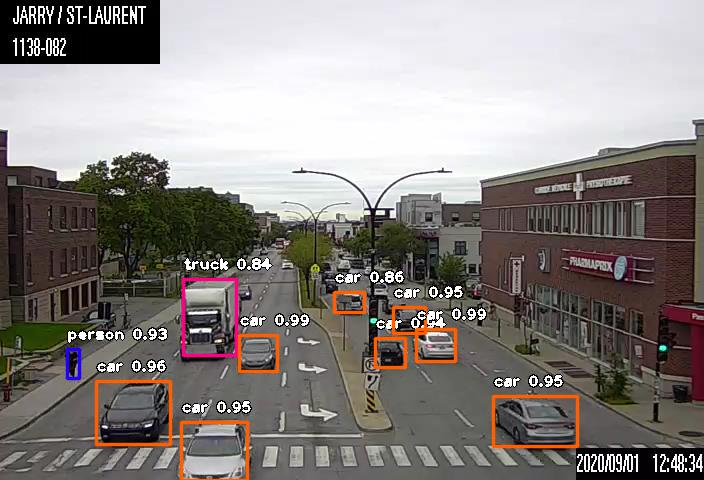 JARRY / ST-LAURENT
1138-082
PHYSIOTHERAPIE
PHARMAPRIX
truck 0.84
car 0.86
car 0.95
car 0.99
car 0.99
car 0.94
person 0.93
car 0.96
car 0.95
car 0.95
2020/09/01 12:48:34